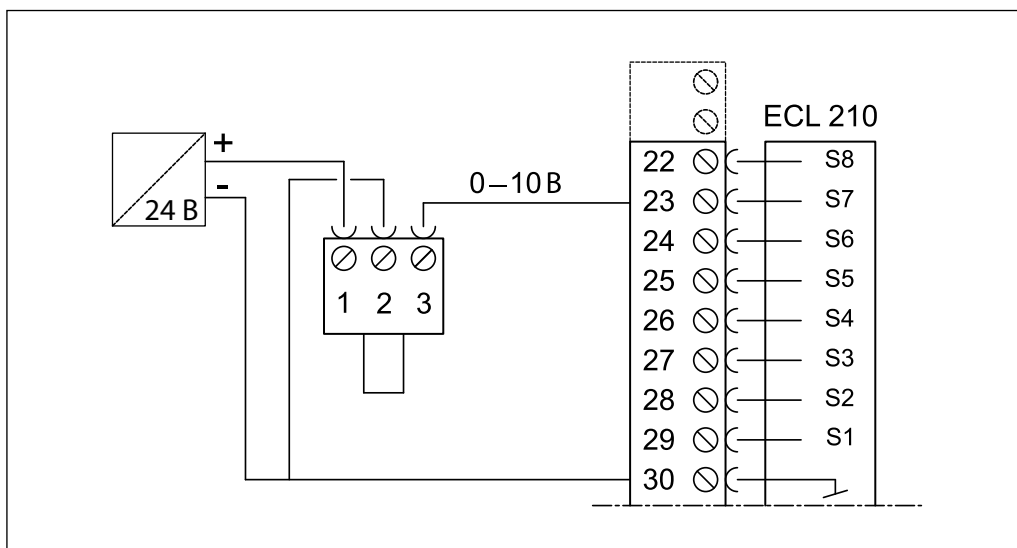 ECL 210
+
-
24 В
0–10 В
1 2 3
22 S8
23 S7
24 S6
25 S5
26 S4
27 S3
28 S2
29 S1
30